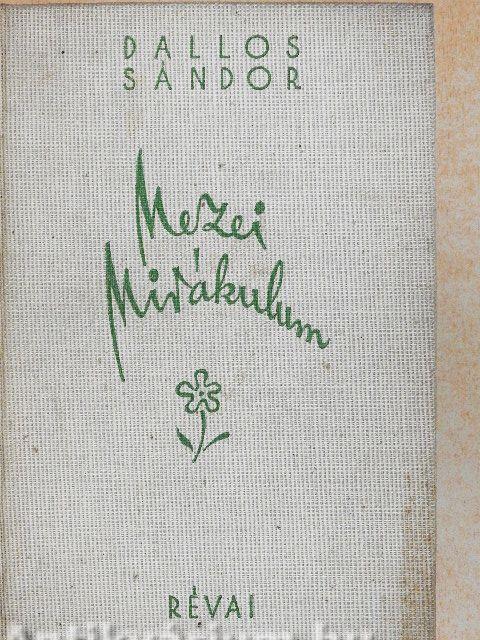 DALLOS
SÁNDOR
Mezei
Mirákulum
RÉVAI